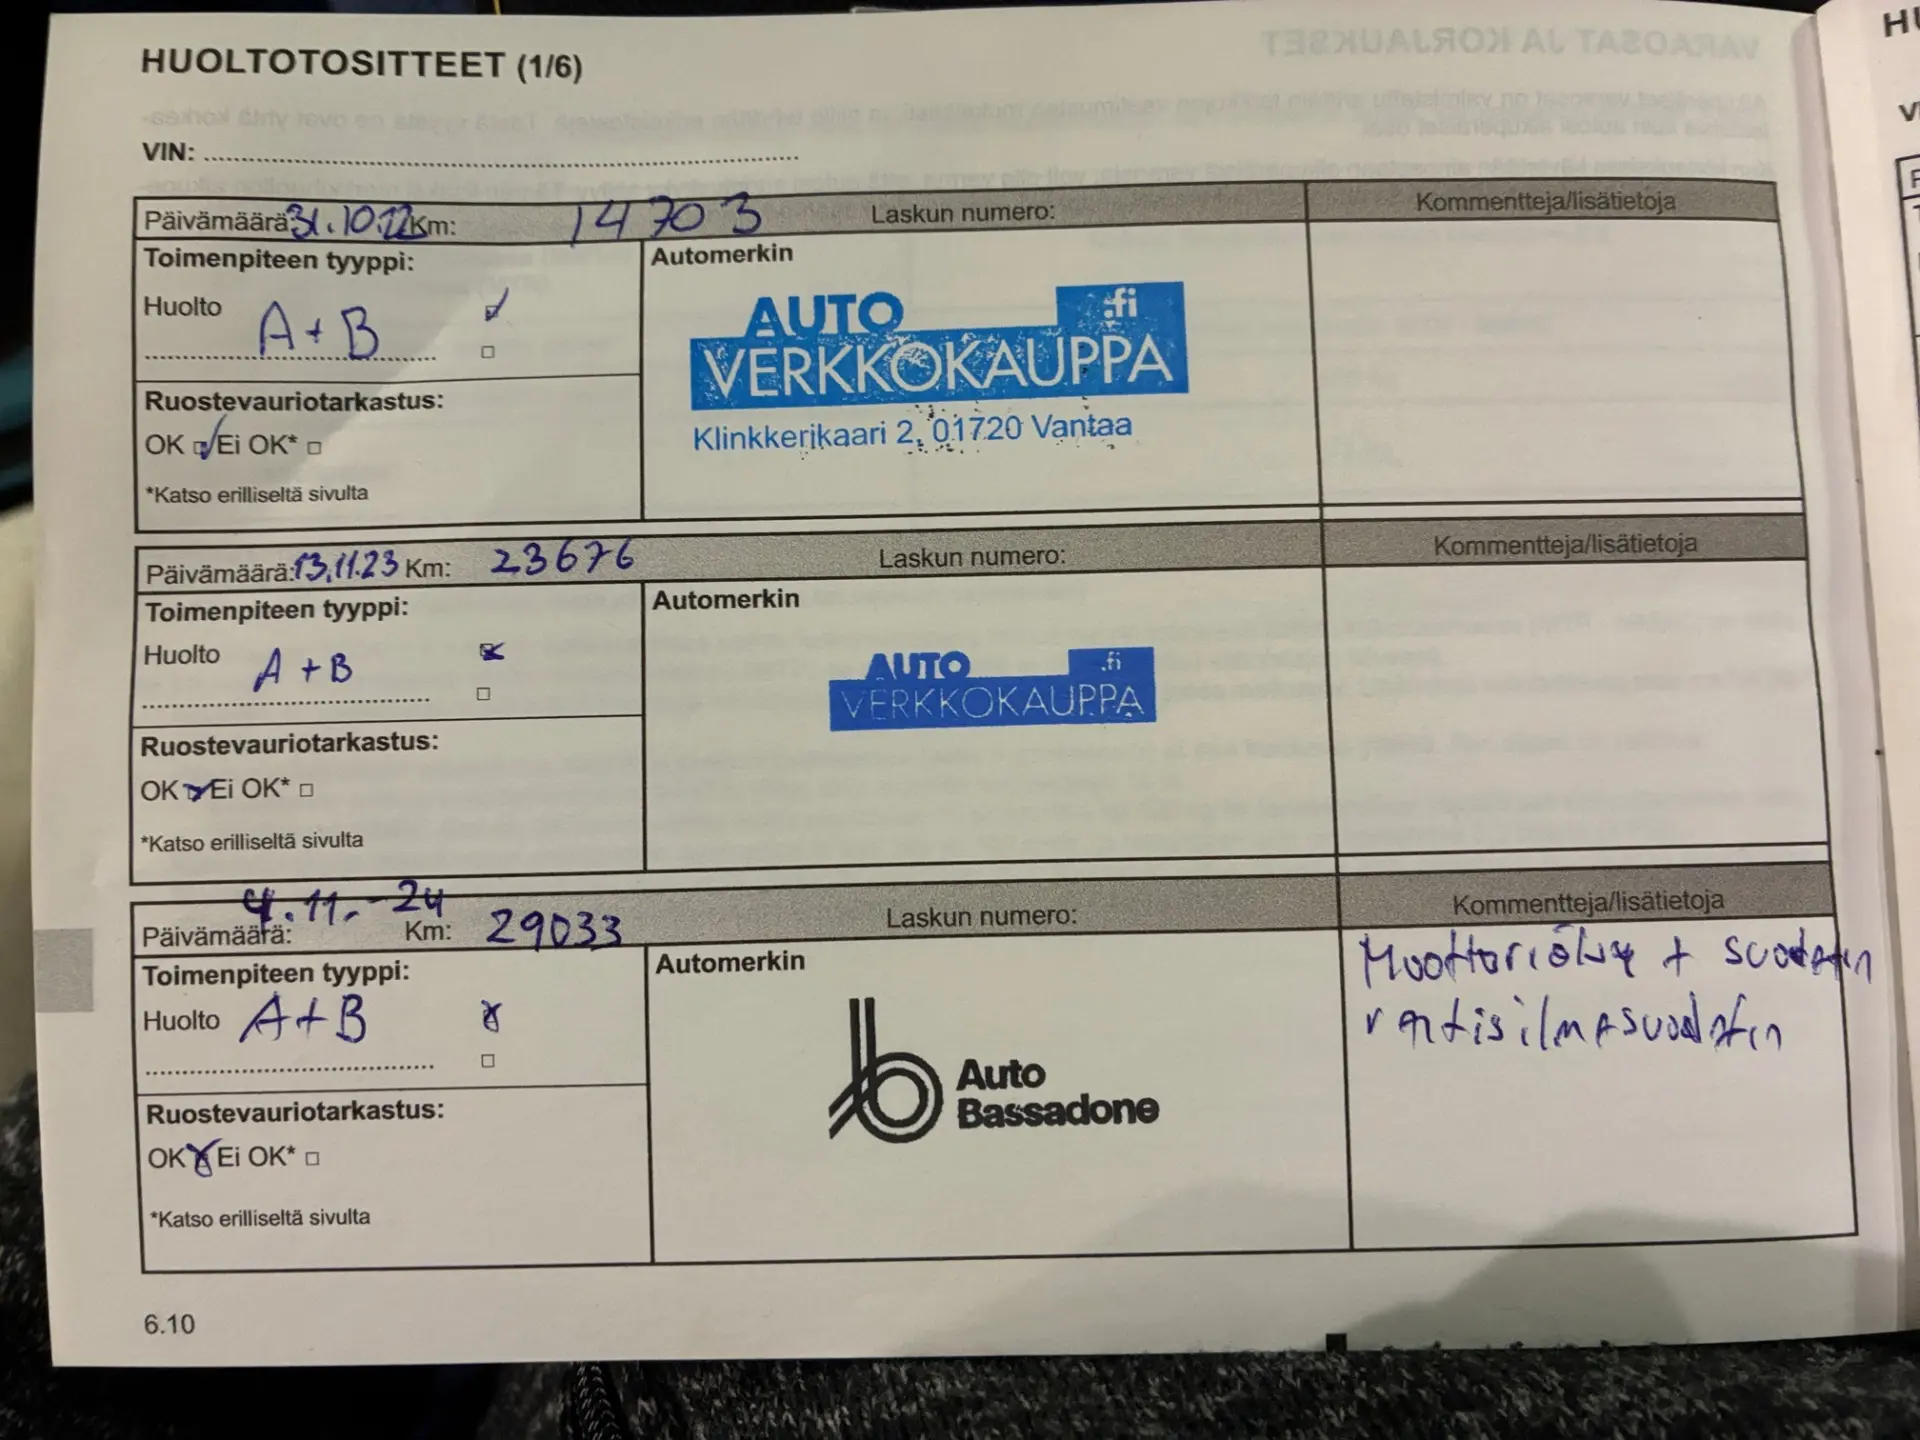 HUOLTOTOSITTEET (1/6)
VIN:
Päivämäärä: 31.10.22 Km: 14703 Laskun numero: Kommentteja/lisätietoja
Toimenpiteen tyyppi:
Automerkin
Huolto A+B
AUTO .fi
VERKKOKAUPPA
Klinkkerikaari 2, 01720 Vantaa
Ruostevauriotarkastus:
OK Ei OK*
*Katso erilliseltä sivulta
Päivämäärä: 13.11.23 Km: 23676 Laskun numero: Kommentteja/lisätietoja
Toimenpiteen tyyppi:
Automerkin
Huolto A+B
AUTO .fi
VERKKOKAUPPA
Ruostevauriotarkastus:
OK Ei OK*
*Katso erilliseltä sivulta
Päivämäärä: 4.11.-24 Km: 29033 Laskun numero: Kommentteja/lisätietoja
Toimenpiteen tyyppi:
Automerkin
Huolto A+B
Auto
Bassadone
Moottoriöljy + suodatin
raitisilmasuodatin
Ruostevauriotarkastus:
OK Ei OK*
*Katso erilliseltä sivulta
6.10